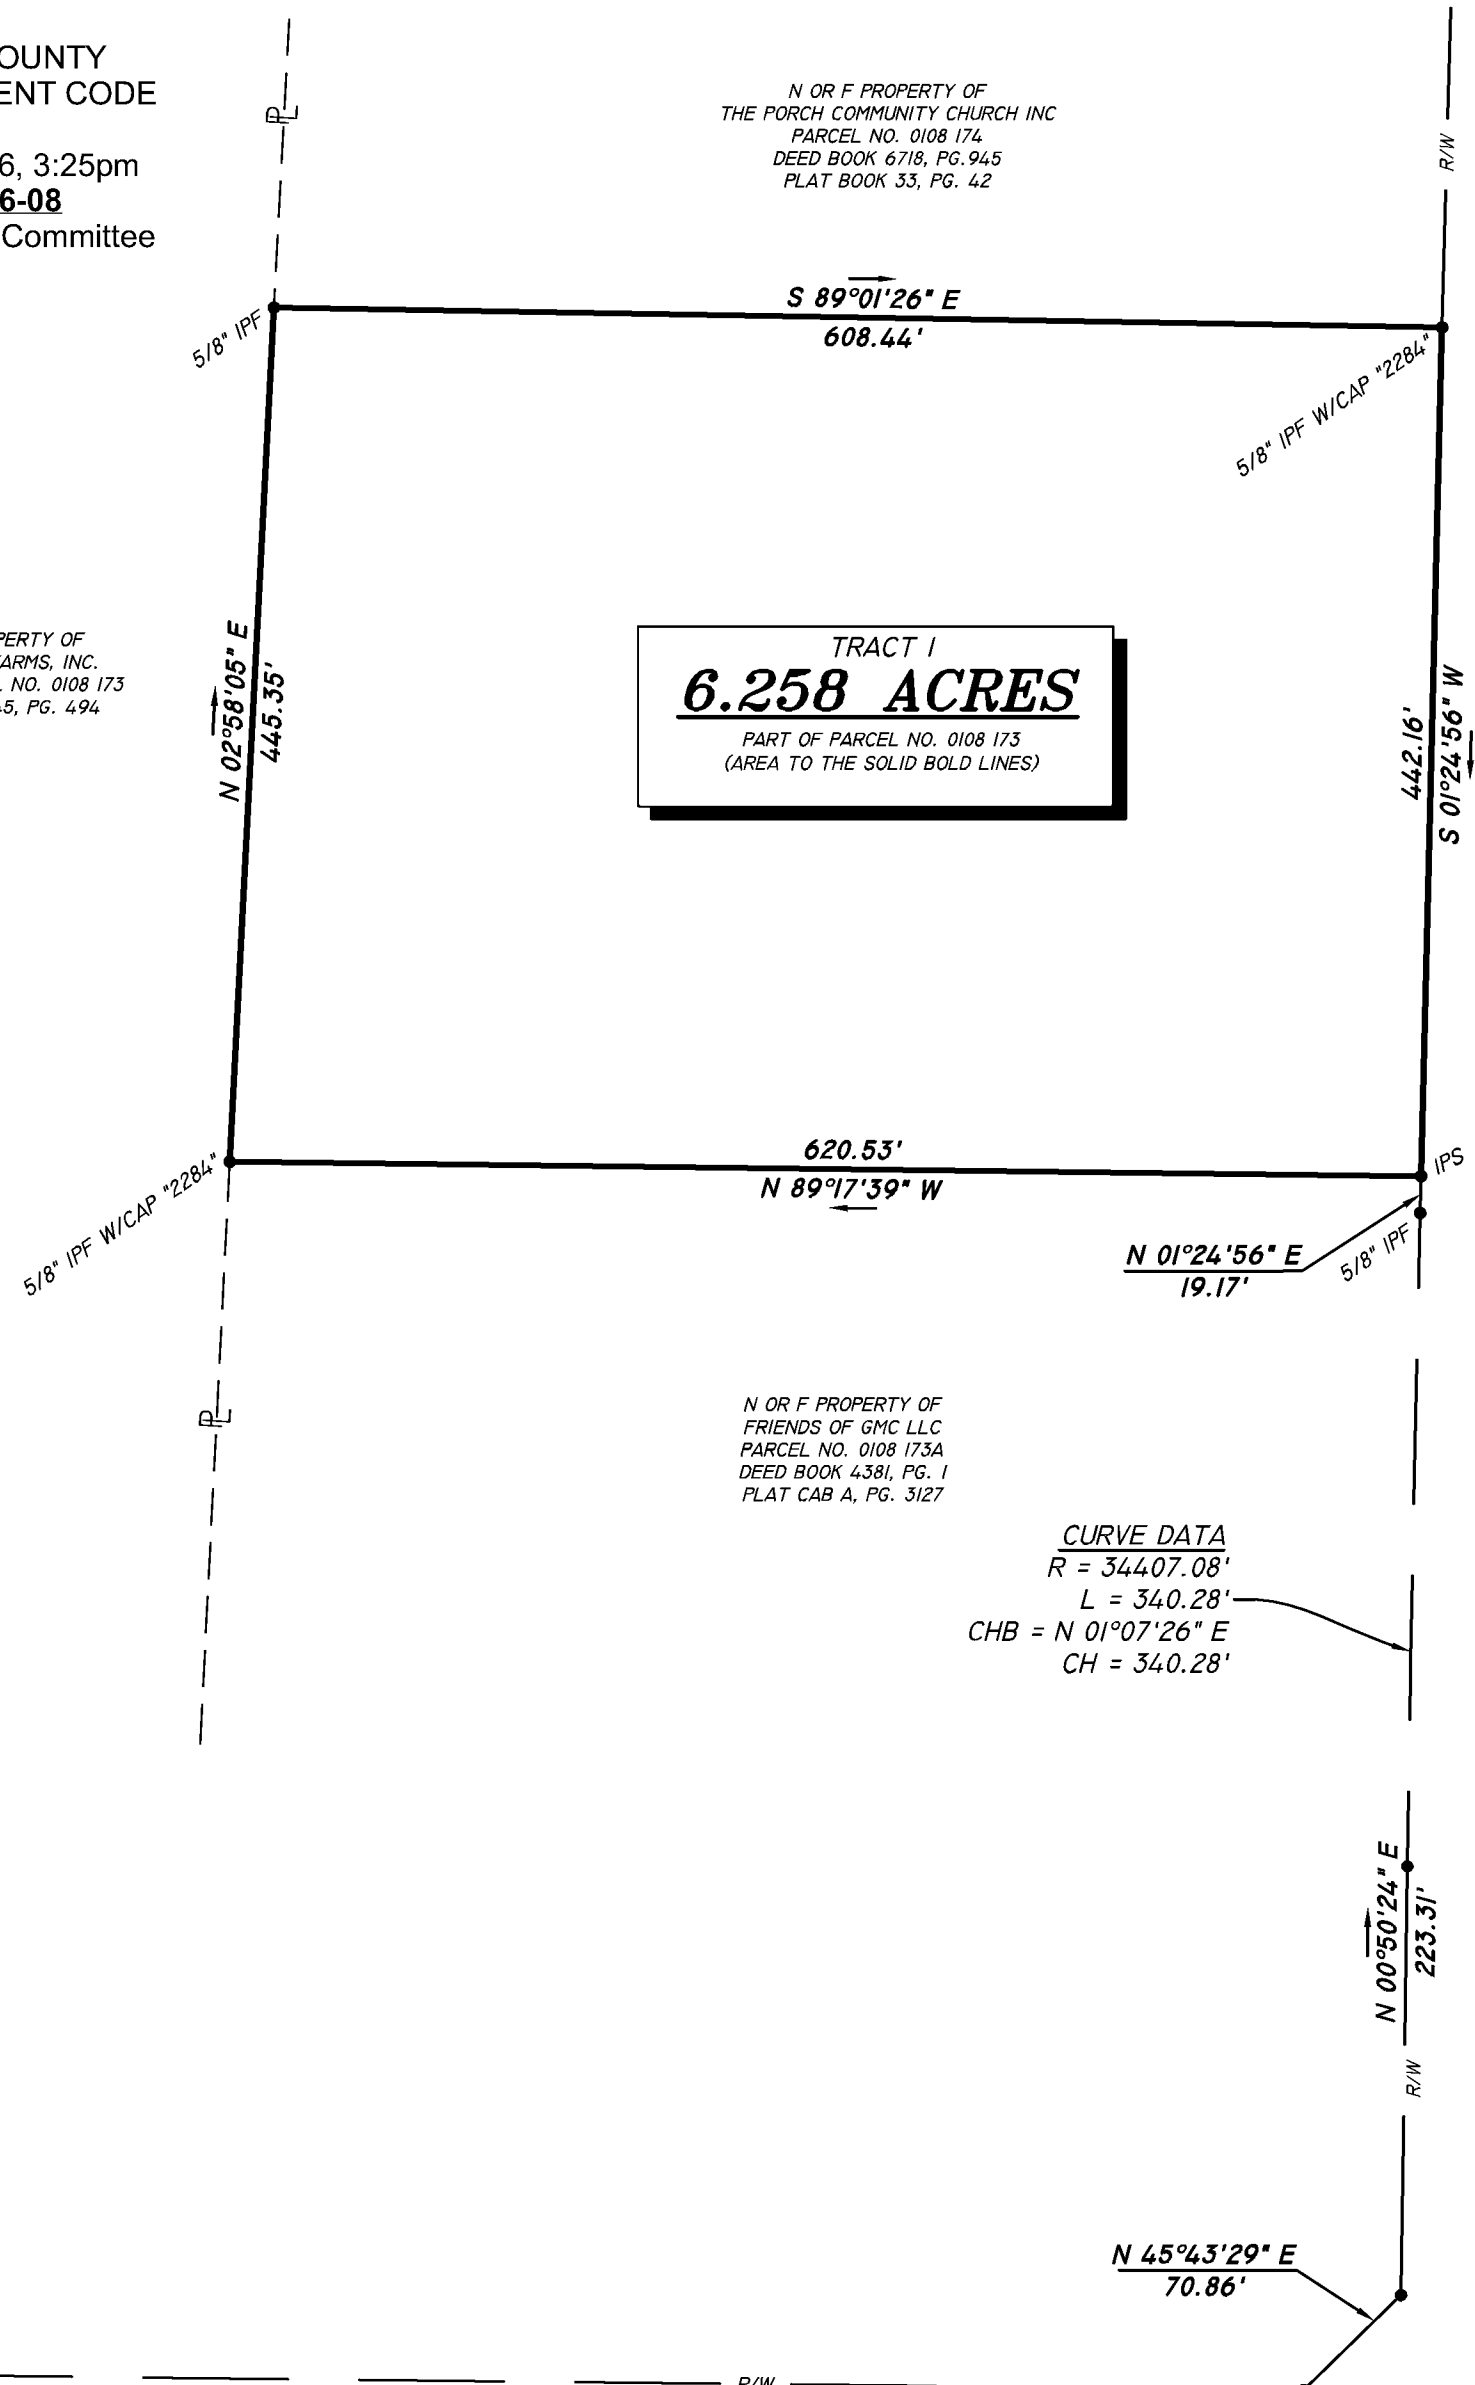 OUNTY
ENT CODE
6, 3:25pm
6-08
Committee
N OR F PROPERTY OF
THE PORCH COMMUNITY CHURCH INC
PARCEL NO. 0108 174
DEED BOOK 6718, PG.945
PLAT BOOK 33, PG. 42
PL
R/W
S 89°01'26" E
608.44'
5/8" IPF
5/8" IPF W/CAP "2284"
PERTY OF
FARMS, INC.
NO. 0108 173
45, PG. 494
N 02°58'05" E
445.35'
TRACT 1
6.258 ACRES
PART OF PARCEL NO. 0108 173
(AREA TO THE SOLID BOLD LINES)
442.16'
S 01°24'56" W
620.53'
N 89°17'39" W
5/8" IPF W/CAP "2284"
IPS
N 01°24'56" E
19.17'
5/8" IPF
PL
N OR F PROPERTY OF
FRIENDS OF GMC LLC
PARCEL NO. 0108 173A
DEED BOOK 4381, PG. 1
PLAT CAB A, PG. 3127
CURVE DATA
R = 34407.08'
L = 340.28'
CHB = N 01°07'26" E
CH = 340.28'
N 00°50'24" E
223.31'
R/W
N 45°43'29" E
70.86'
R/W